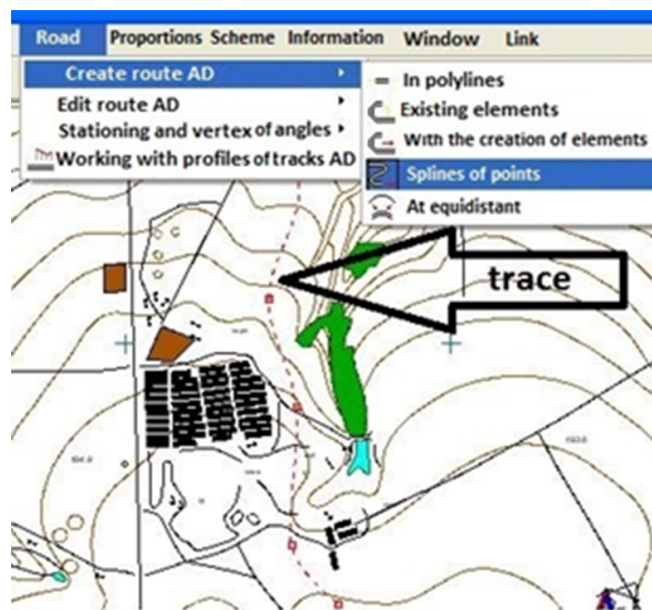 Road Proportions Scheme Information Window Link
Create route AD
Edit route AD
Stationing and vertex of angles
Working with profiles of tracks AD
In polylines
Existing elements
With the creation of elements
Splines of points
At equidistant
trace